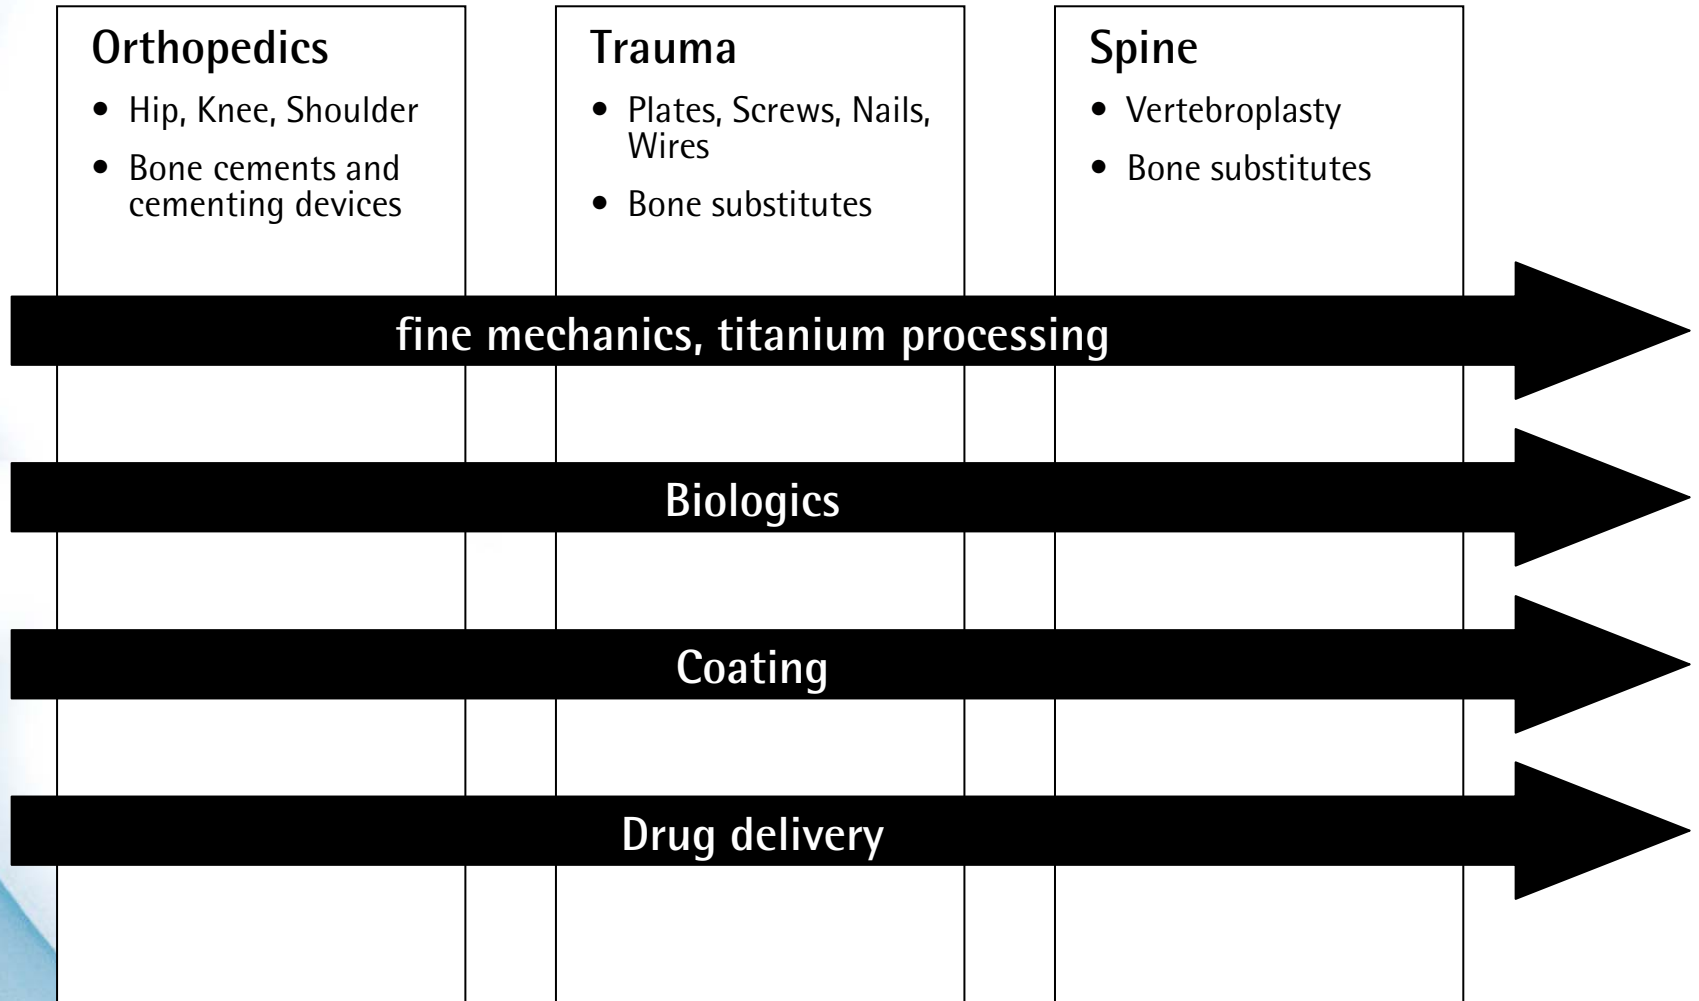 Orthopedics
• Hip, Knee, Shoulder
• Bone cements and
cementing devices
Trauma
• Plates, Screws, Nails,
Wires
• Bone substitutes
Spine
• Vertebroplasty
• Bone substitutes
fine mechanics, titanium processing
Biologics
Coating
Drug delivery